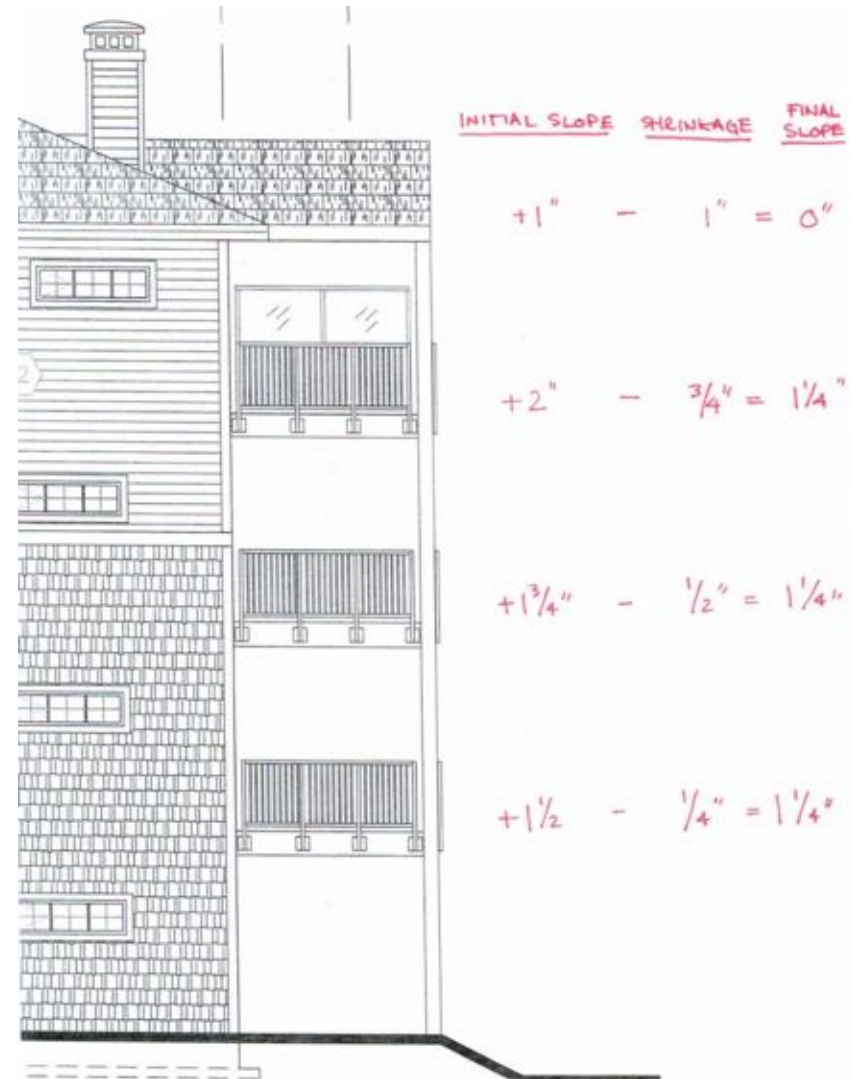 INITIAL SLOPE SHRINKAGE FINAL SLOPE
+1" - 1" = 0"
+2" - 3/4" = 1 1/4"
2
+1 3/4" - 1/2" = 1 1/4"
+1 1/2 - 1/4" = 1 1/4"